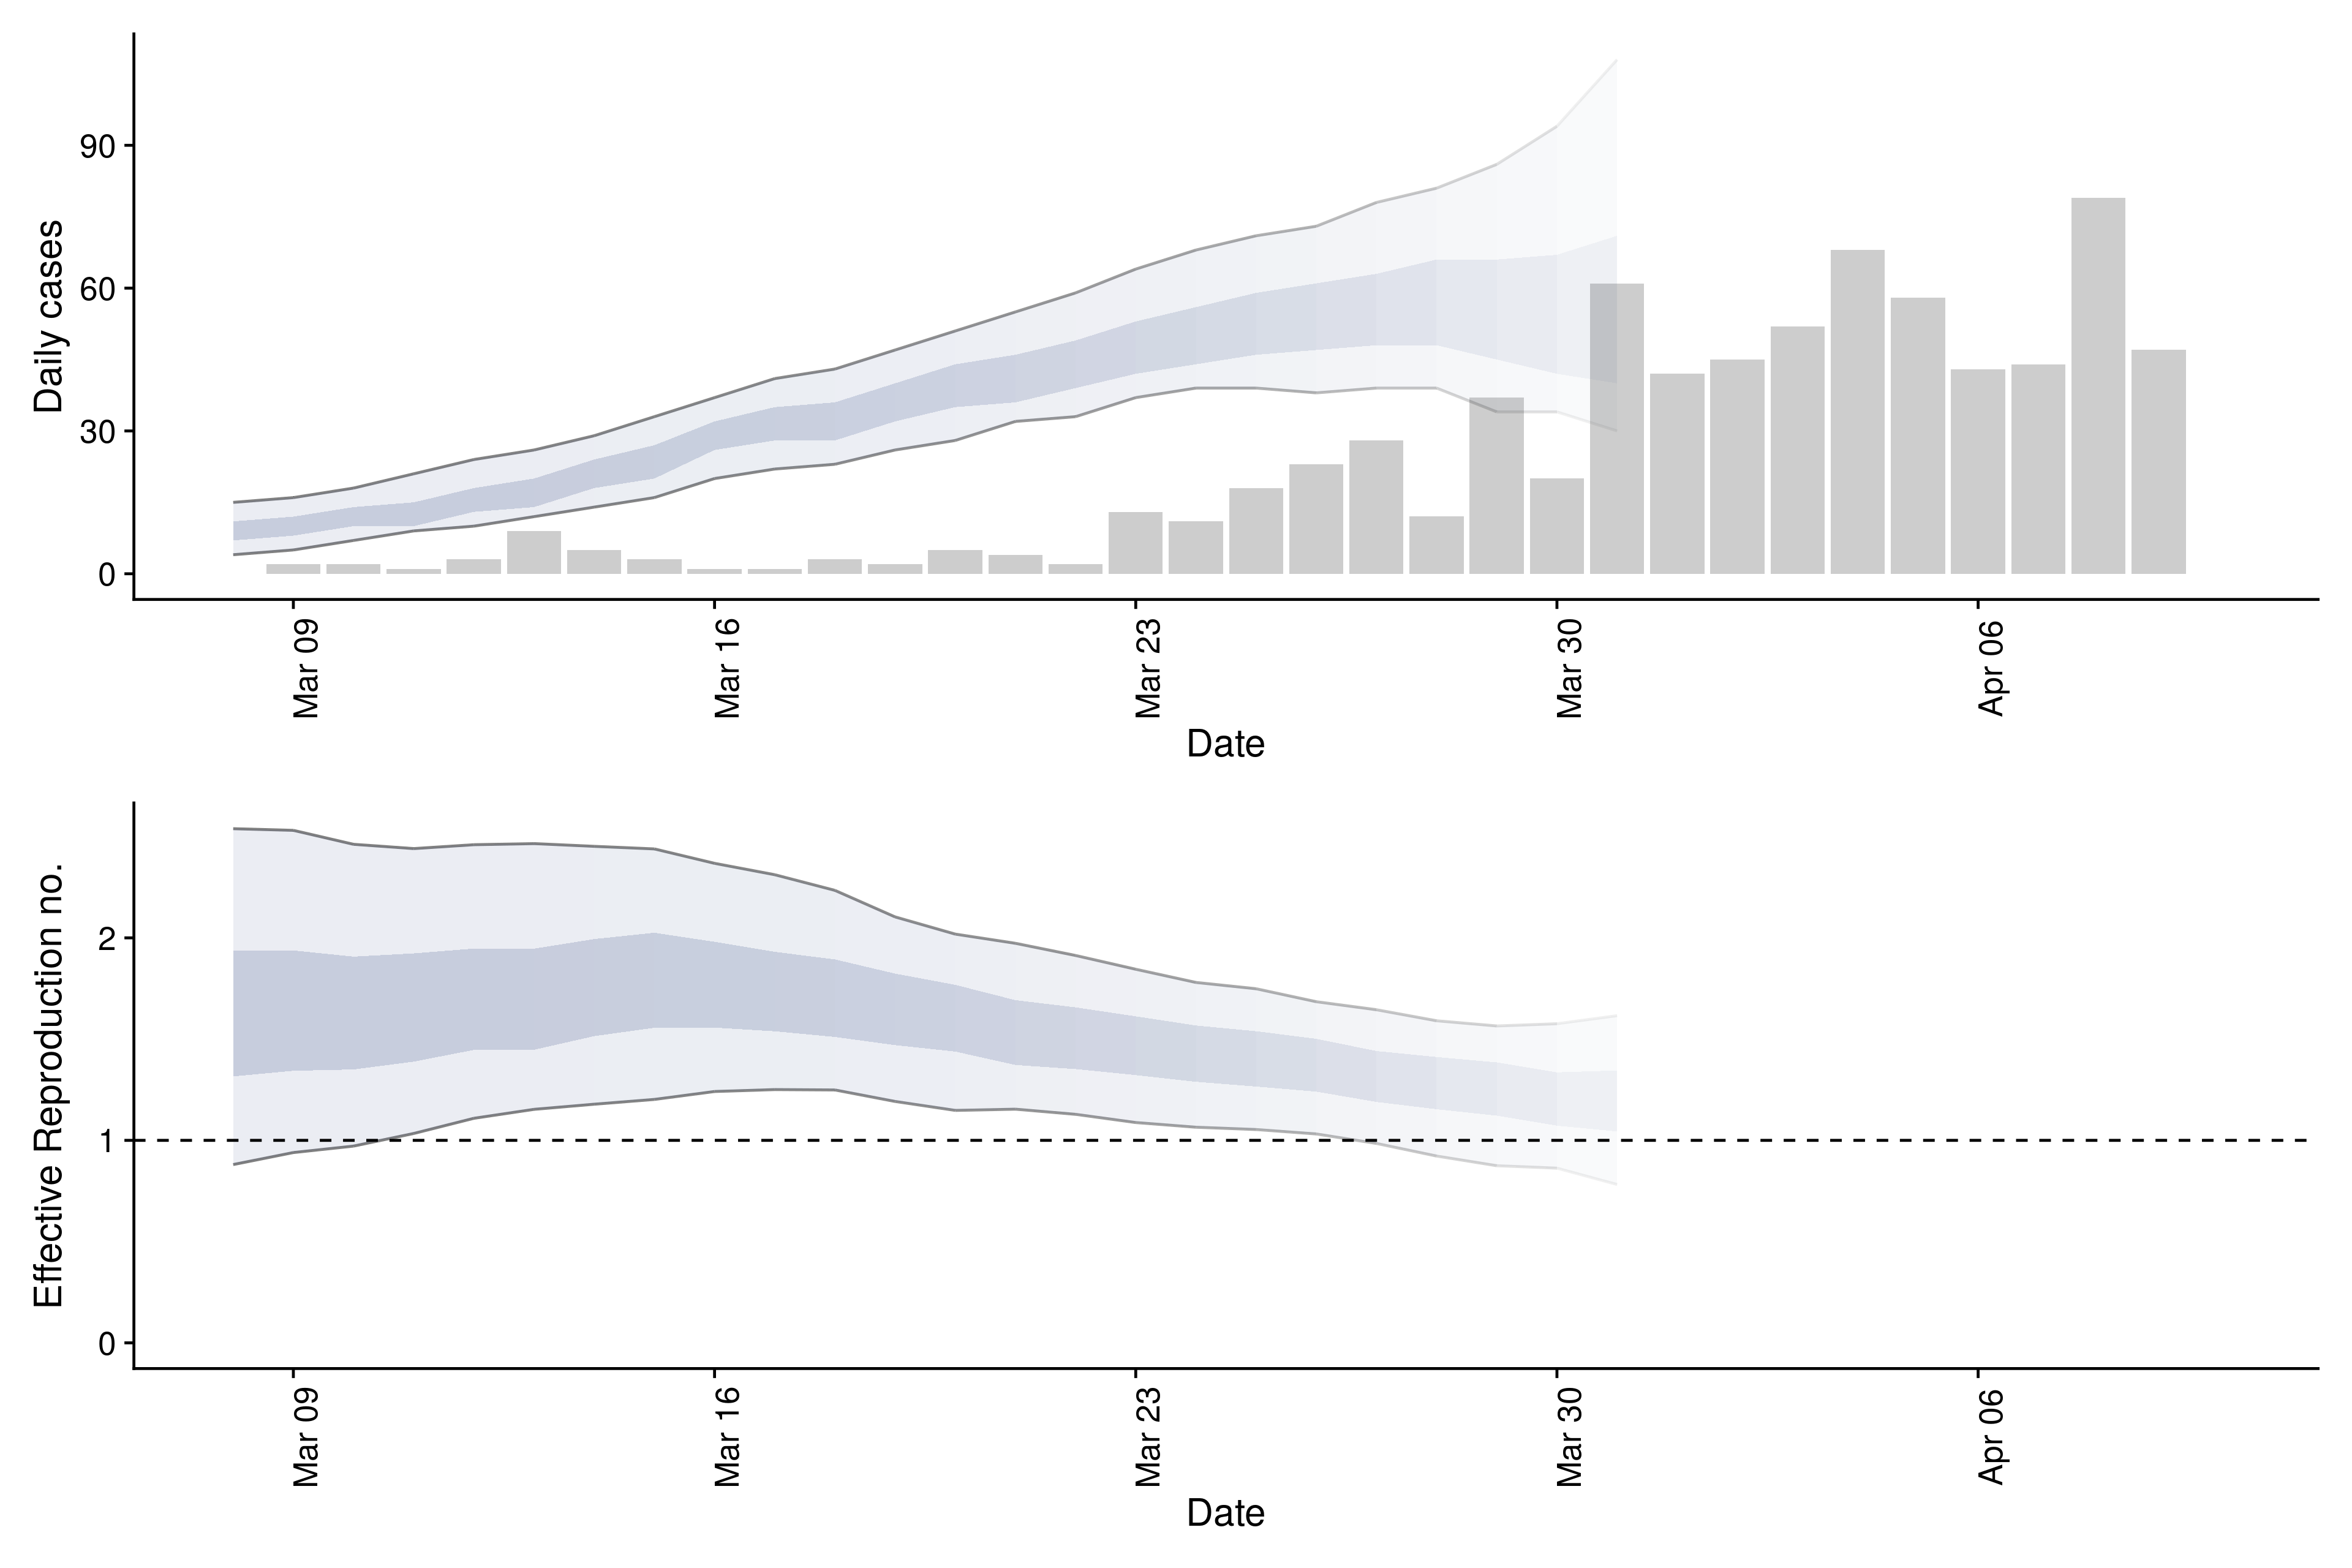 Daily cases
90
60
30
0
Mar 09
Mar 16
Mar 23
Mar 30
Apr 06
Date
Effective Reproduction no.
2
1
0
Mar 09
Mar 16
Mar 23
Mar 30
Apr 06
Date